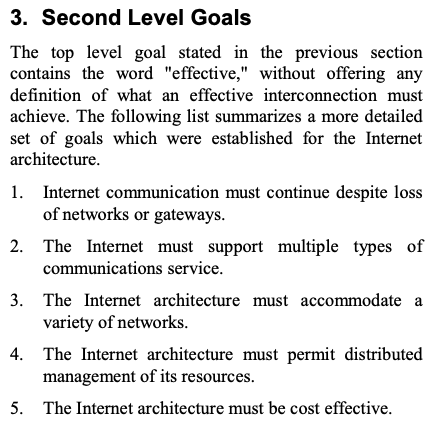 3. Second Level Goals
The top level goal stated in the previous section
contains the word "effective," without offering any
definition of what an effective interconnection must
achieve. The following list summarizes a more detailed
set of goals which were established for the Internet
architecture.
1. Internet communication must continue despite loss
of networks or gateways.
2. The Internet must support multiple types of
communications service.
3. The Internet architecture must accommodate a
variety of networks.
4. The Internet architecture must permit distributed
management of its resources.
5. The Internet architecture must be cost effective.